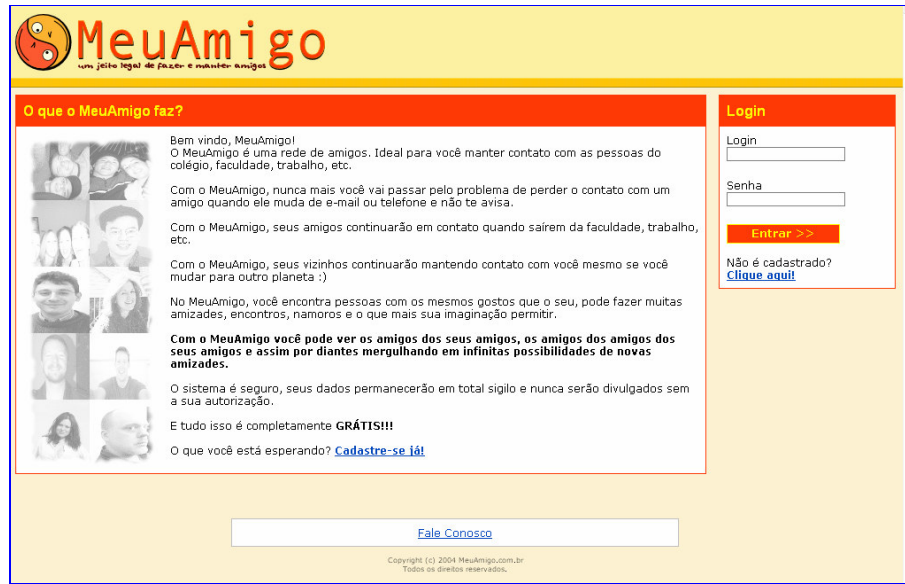 MeuAmigo
um jeito legal de fazer e manter amigos
O que o MeuAmigo faz?
Bem vindo, MeuAmigo!
O MeuAmigo é uma rede de amigos. Ideal para você manter contato com as pessoas do
colégio, faculdade, trabalho, etc.
Com o MeuAmigo, nunca mais você vai passar pelo problema de perder o contato com um
amigo quando ele muda de e-mail ou telefone e não te avisa.
Com o MeuAmigo, seus amigos continuarão em contato quando saírem da faculdade, trabalho,
etc.
Com o MeuAmigo, seus vizinhos continuarão mantendo contato com você mesmo se você
mudar para outro planeta :)
No MeuAmigo, você encontra pessoas com os mesmos gostos que o seu, pode fazer muitas
amizades, encontros, namoros e o que mais sua imaginação permitir.
Com o MeuAmigo você pode ver os amigos dos seus amigos, os amigos dos amigos dos
seus amigos e assim por diantes mergulhando em infinitas possibilidades de novas
amizades.
O sistema é seguro, seus dados permanecerão em total sigilo e nunca serão divulgados sem
a sua autorização.
E tudo isso é completamente GRÁTIS!!!
O que você está esperando? Cadastre-se já!
Login
Login
Senha
Entrar >>
Não é cadastrado?
Clique aqui!
Fale Conosco
Copyright (c) 2004 MeuAmigo.com.br
Todos os direitos reservados.